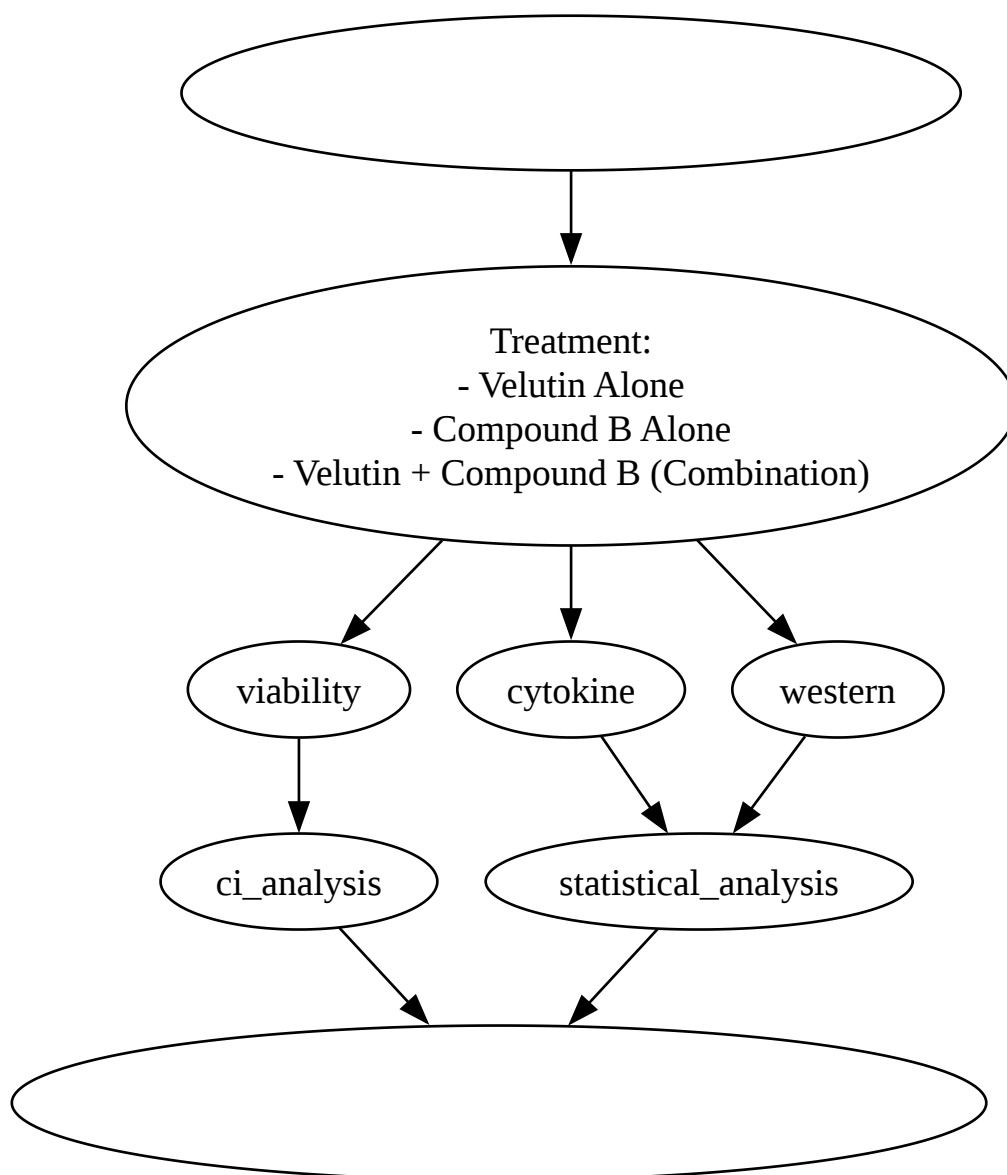 Treatment:
- Velutin Alone
- Compound B Alone
- Velutin + Compound B (Combination)
viability
cytokine
western
ci_analysis
statistical_analysis